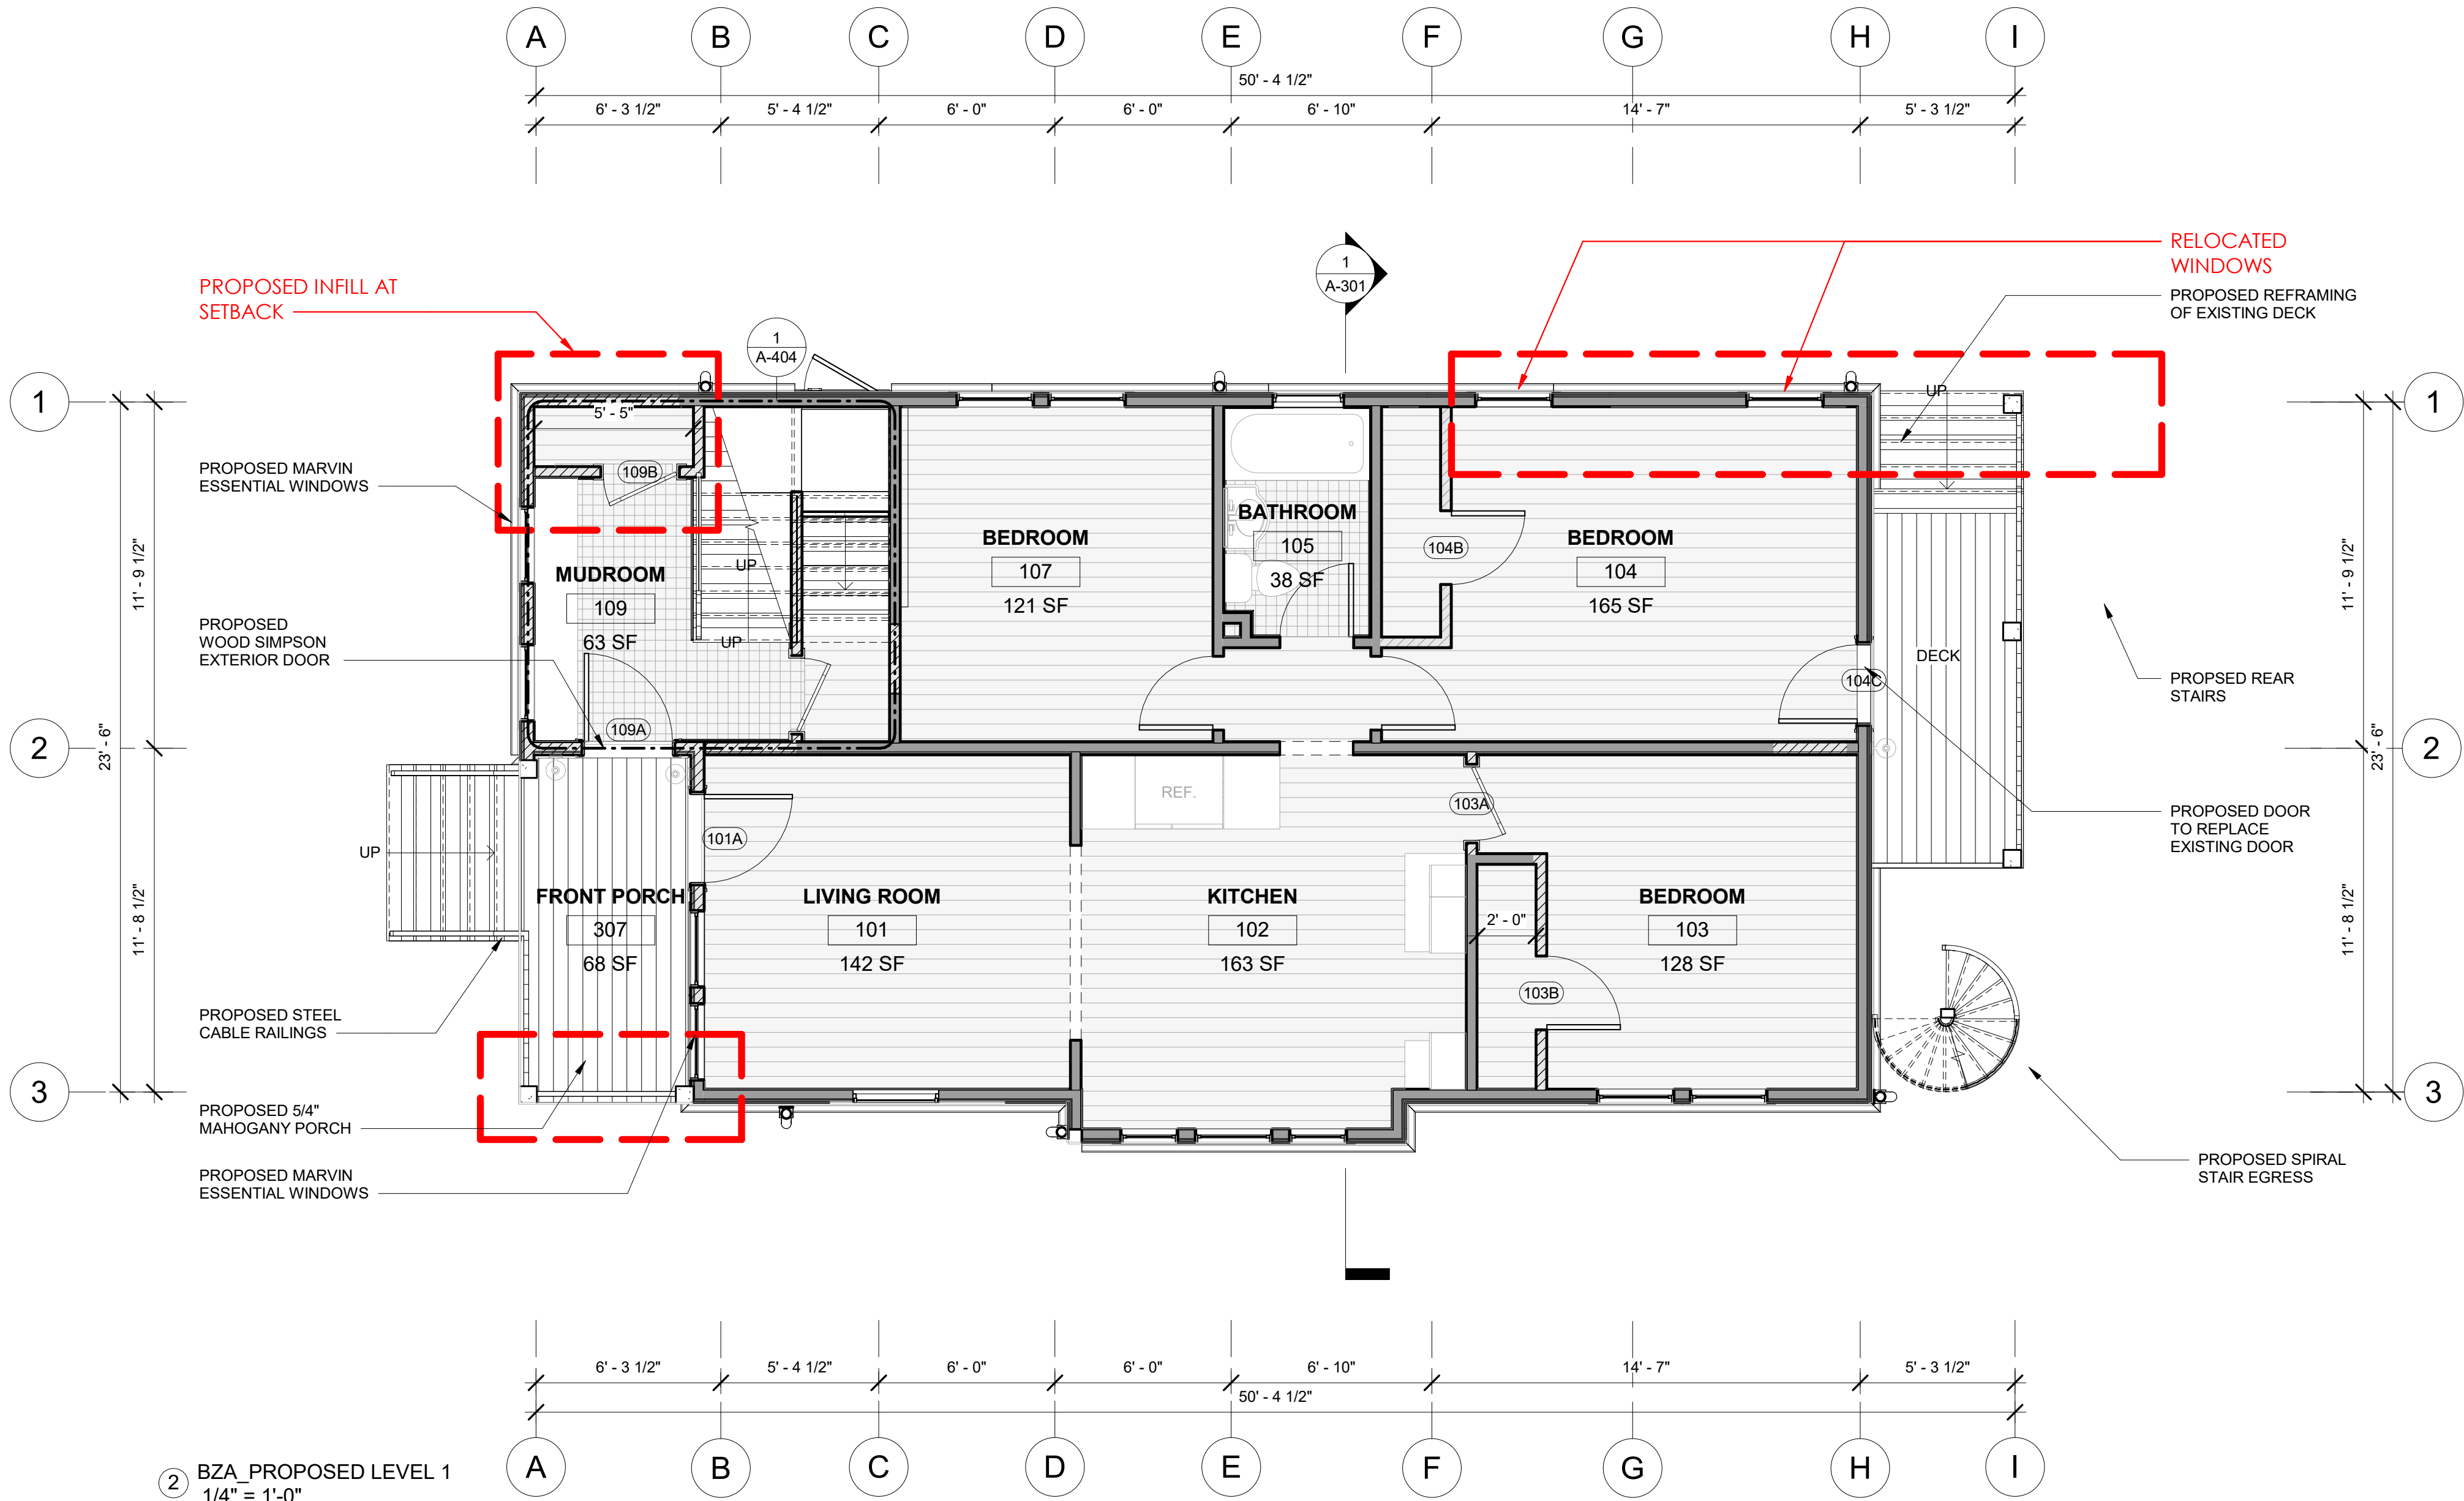 A B C D E F G H I
50' - 4 1/2"
6' - 3 1/2" 5' - 4 1/2" 6' - 0" 6' - 0" 6' - 10" 14' - 7" 5' - 3 1/2"
RELOCATED
WINDOWS
PROPOSED REFRAMING
OF EXISTING DECK
PROPOSED INFILL AT
SETBACK
1
A-301
1
A-404
1
1
UP
5' - 5"
109B
PROPOSED MARVIN
ESSENTIAL WINDOWS
11' - 9 1/2"
11' - 9 1/2"
MUDROOM
109
63 SF
UP
UP
BEDROOM
107
121 SF
BATHROOM
105
38 SF
104B
BEDROOM
104
165 SF
DECK
104C
PROPOSED
WOOD SIMPSON
EXTERIOR DOOR
PROPSED REAR
STAIRS
109A
2
2
23' - 6"
23' - 6"
REF.
103A
101A
UP
PROPOSED DOOR
TO REPLACE
EXISTING DOOR
FRONT PORCH
307
68 SF
LIVING ROOM
101
142 SF
KITCHEN
102
163 SF
2' - 0"
BEDROOM
103
128 SF
103B
11' - 8 1/2"
11' - 8 1/2"
PROPOSED STEEL
CABLE RAILINGS
3
3
PROPOSED 5/4"
MAHOGANY PORCH
PROPOSED MARVIN
ESSENTIAL WINDOWS
PROPOSED SPIRAL
STAIR EGRESS
6' - 3 1/2" 5' - 4 1/2" 6' - 0" 6' - 0" 6' - 10" 14' - 7" 5' - 3 1/2"
50' - 4 1/2"
A B C D E F G H I
2
BZA_PROPOSED LEVEL 1
1/4" = 1'-0"